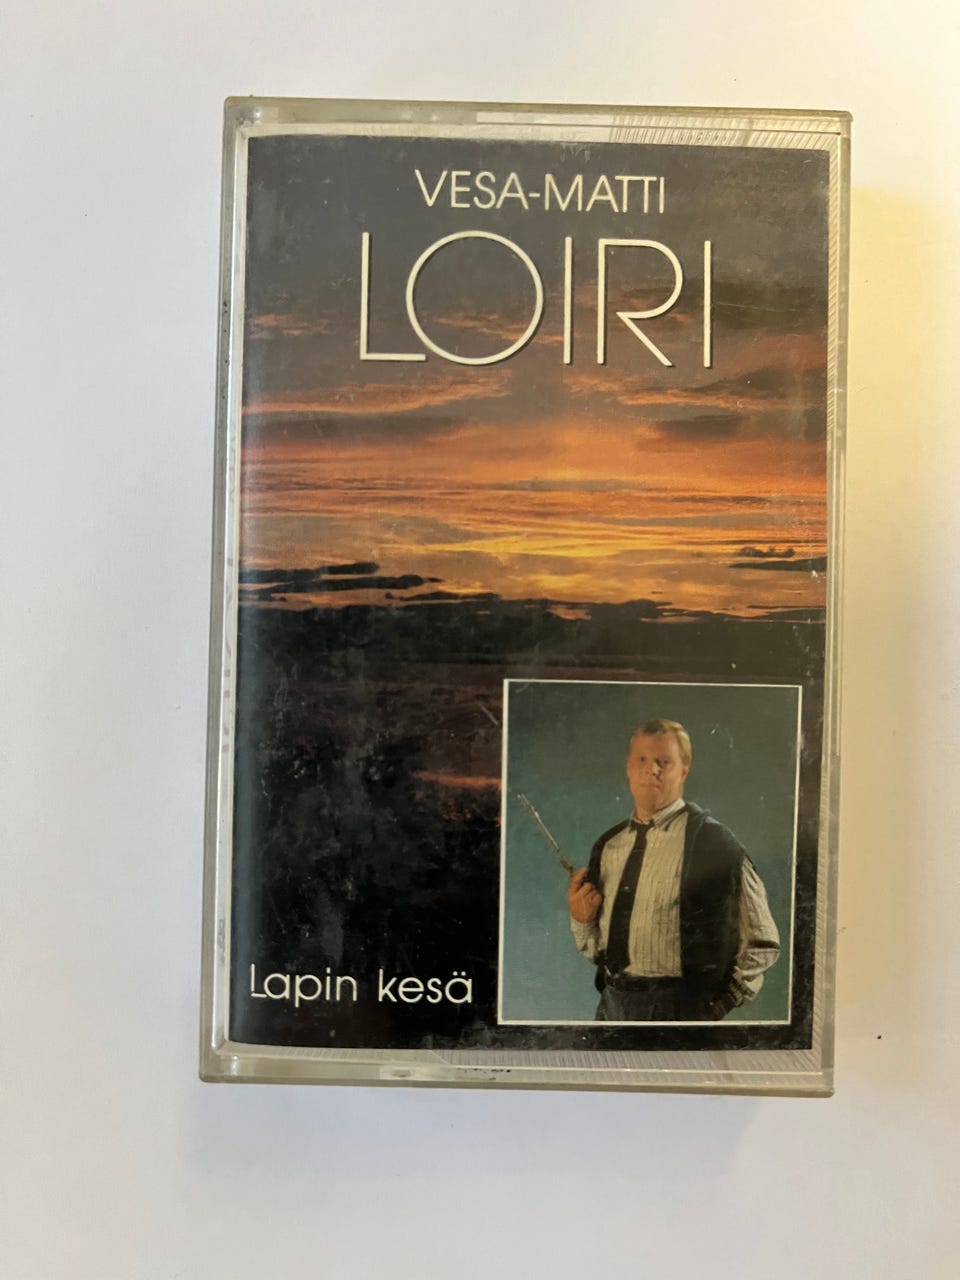 VESA-MATTI
LOIRI
Lapin kesä